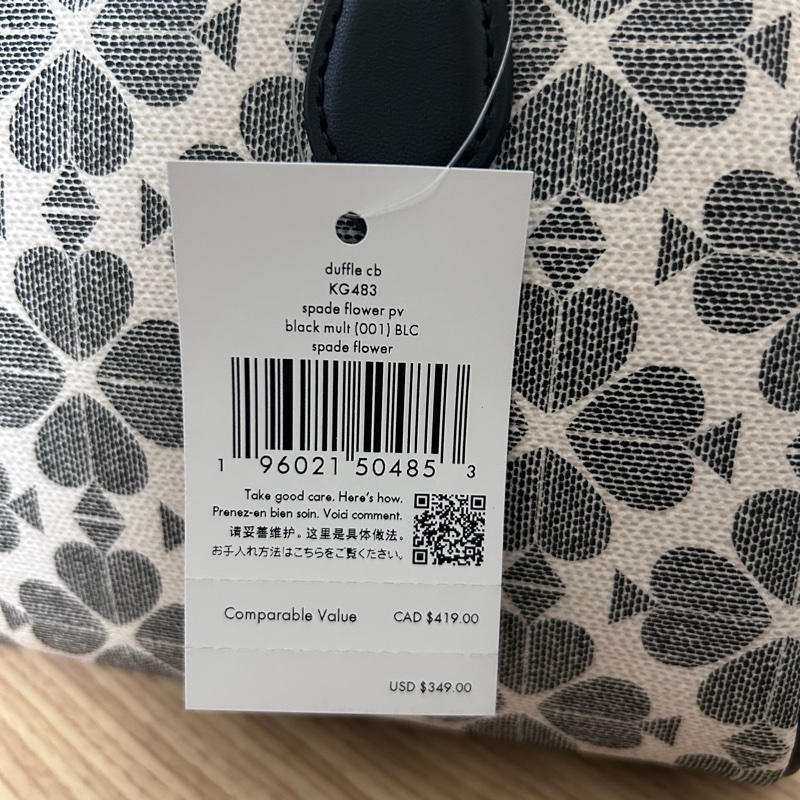 duffle cb
KG483
spade flower pv
black mult (001) BLC
spade flower
1 96021 50485 3
Take good care. Here's how.
Prenez-en bien soin. Voici comment.
请妥善维护。这里是具体做法。
お手入れ方法はこちらをご覧ください。
Comparable Value CAD $419.00
USD $349.00